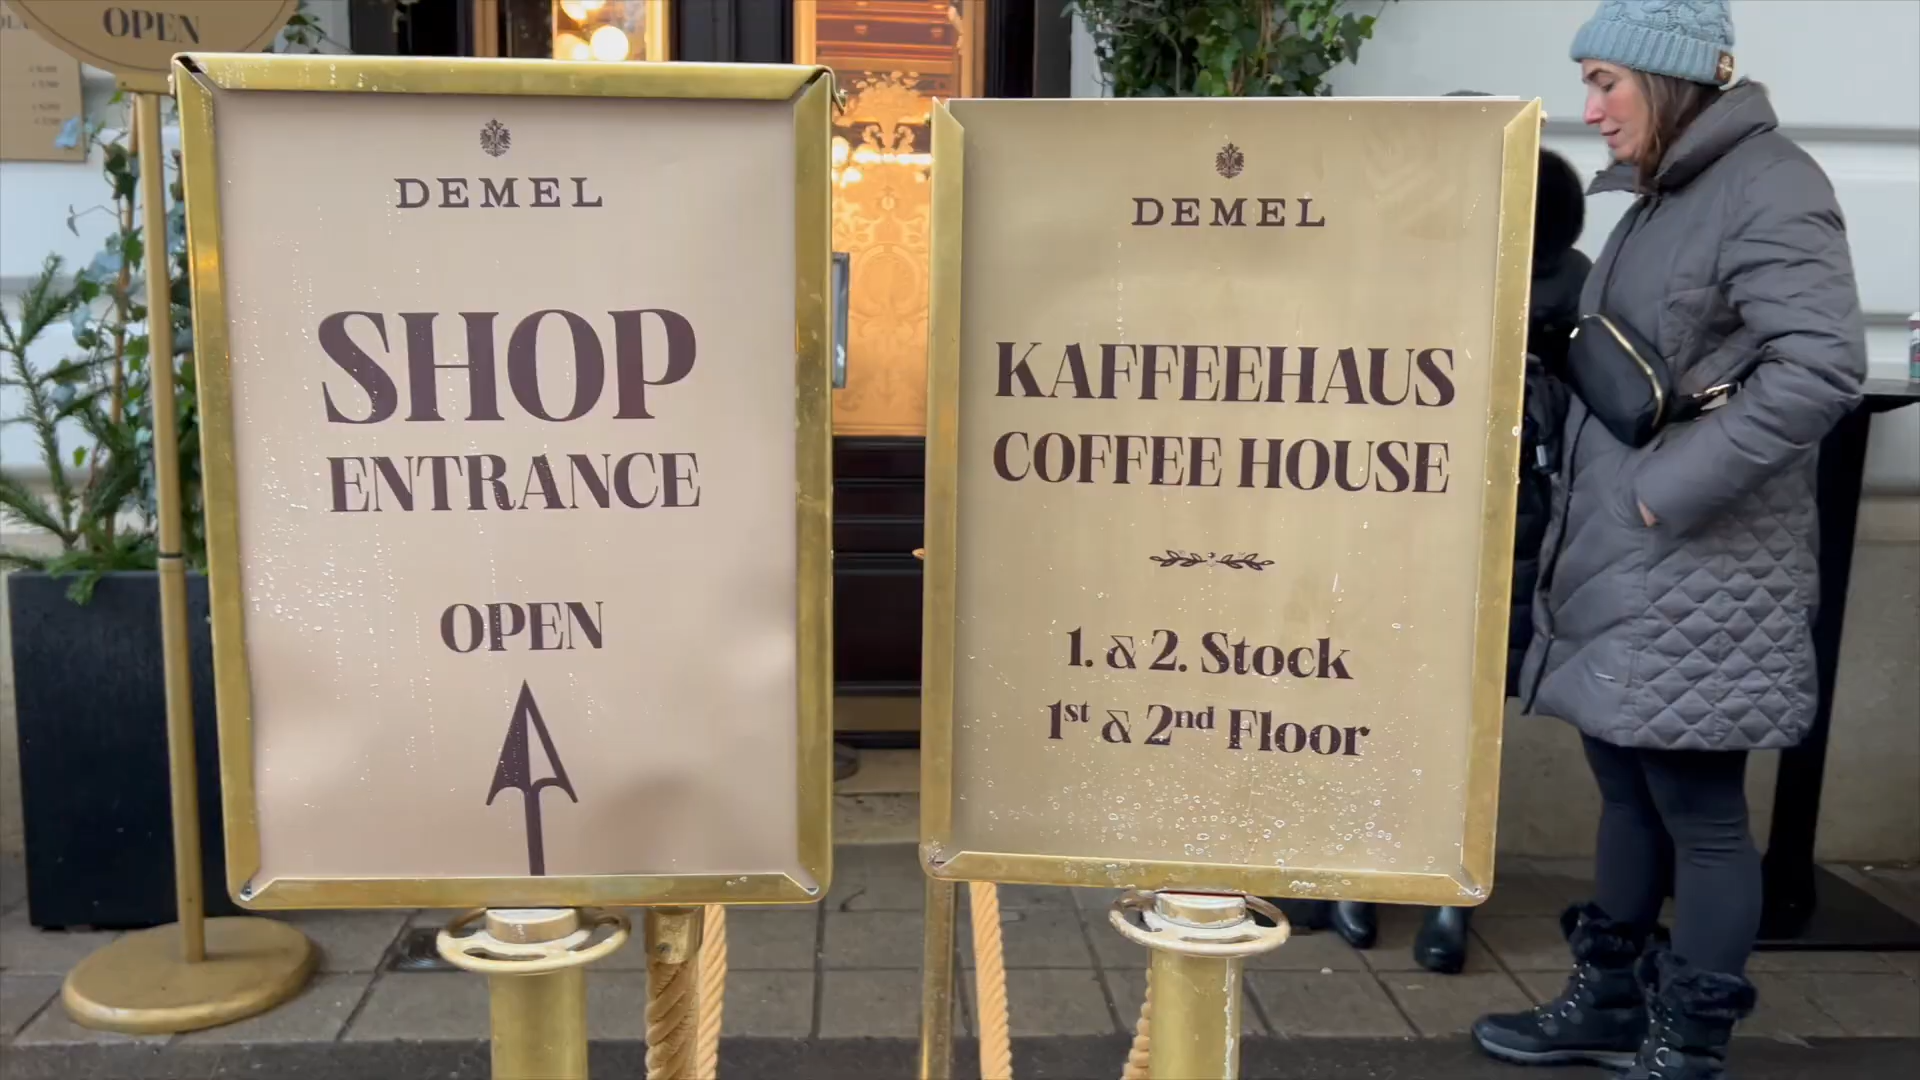 OPEN
DEMEL
SHOP
ENTRANCE
OPEN
DEMEL
KAFFEEHAUS
COFFEE HOUSE
1. & 2. Stock
1st & 2nd Floor